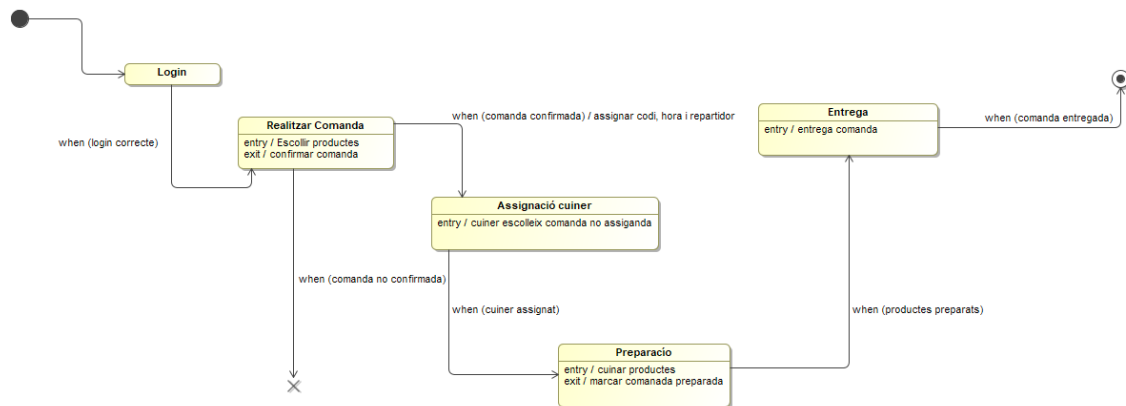 Login
when (login correcte)
Realitzar Comanda
entry / Escollir productes
exit / confirmar comanda
when (comanda confirmada) / assignar codi, hora i repartidor
Assignació cuiner
entry / cuiner escolleix comanda no assiganda
when (comanda no confirmada)
when (cuiner assignat)
Preparacio
entry / cuinar productes
exit / marcar comanada preparada
when (productes preparats)
Entrega
entry / entrega comanda
when (comanda entregada)